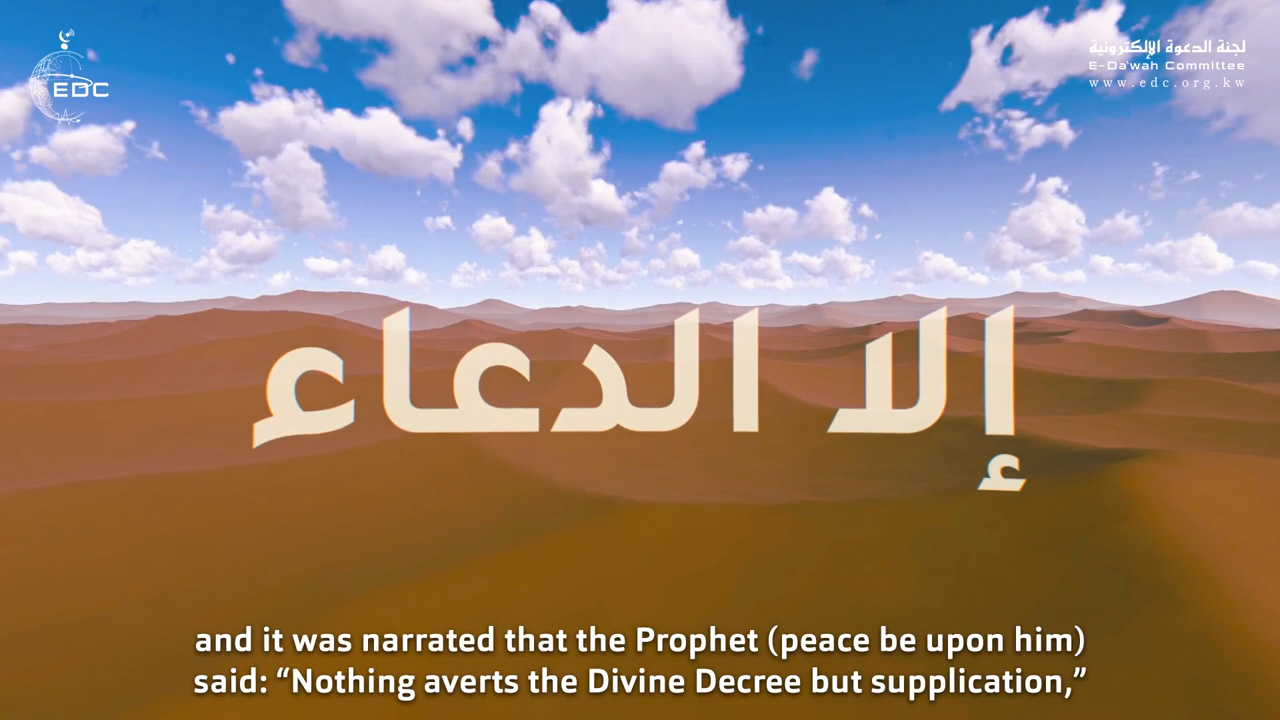 EDC
لجنة الدعوة الإلكترونية
E-Da'wah Committee
www.edc.org.kw
إلا الدعاء
and it was narrated that the Prophet (peace be upon him)
said: “Nothing averts the Divine Decree but supplication,”